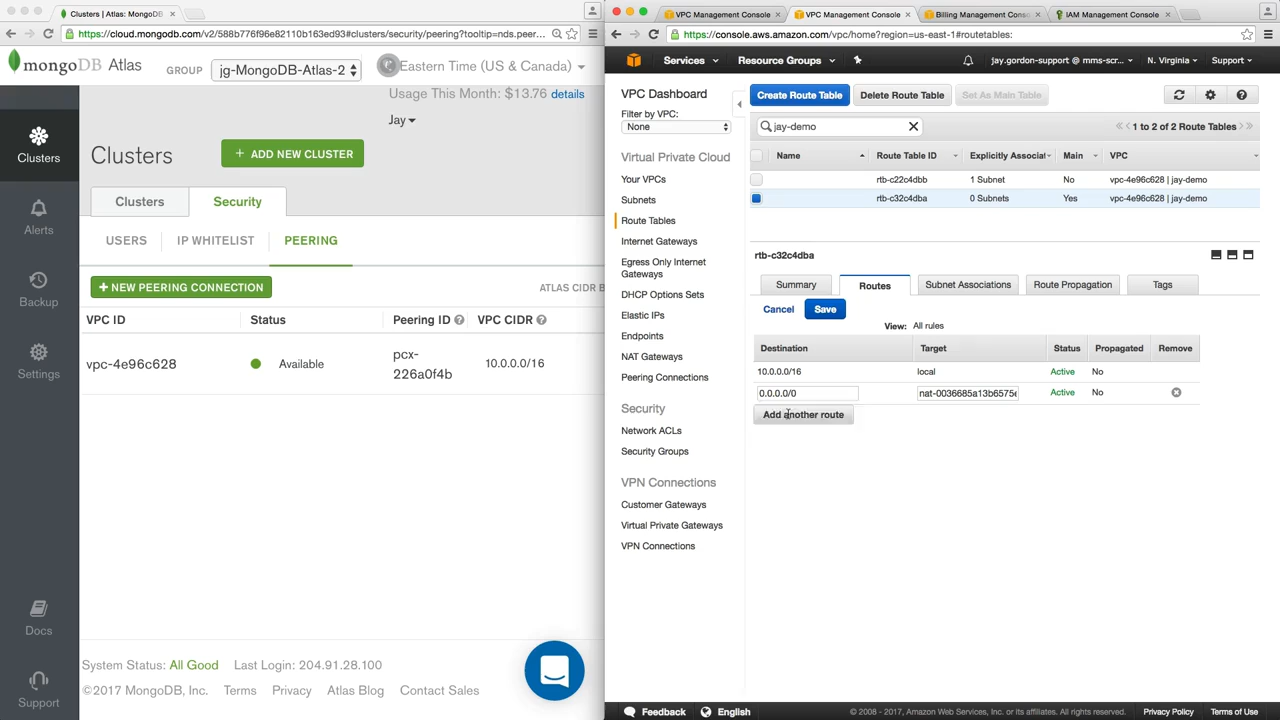 Clusters | Atlas: MongoDB
https://cloud.mongodb.com/v2/588b776f96e82110b163f693#clusters/security/peering?tooltip=nds.peer...
mongoDB Atlas
GROUP
jg-MongoDB-Atlas-2
Eastern Time (US & Canada)
Usage This Month: $13.76 details
Jay
Clusters
Alerts
Backup
Settings
Docs
Support
Clusters
+ ADD NEW CLUSTER
Clusters
Security
USERS
IP WHITELIST
PEERING
+ NEW PEERING CONNECTION
ATLAS CIDR B
VPC ID
Status
Peering ID
VPC CIDR
vpc-4e96c628
Available
pcx-
226a0f4b
10.0.0.0/16
System Status: All Good
Last Login: 204.91.28.100
©2017 MongoDB, Inc.
Terms
Privacy
Atlas Blog
Contact Sales
VPC Management Console
VPC Management Console
Billing Management Con
IAM Management Console
https://console.aws.amazon.com/vpc/home?region=us-east-1#routetables:
Services
Resource Groups
jay.gordon-support @ mms-scr...
N. Virginia
Support
VPC Dashboard
Filter by VPC:
None
Virtual Private Cloud
Your VPCs
Subnets
Route Tables
Internet Gateways
Egress Only Internet
Gateways
DHCP Options Sets
Elastic IPs
Endpoints
NAT Gateways
Peering Connections
Security
Network ACLs
Security Groups
VPN Connections
Customer Gateways
Virtual Private Gateways
VPN Connections
Create Route Table
Delete Route Table
Set As Main Table
jay-demo
1 to 2 of 2 Route Tables
Name
Route Table ID
Explicitly Associat
Main
VPC
rtb-c22c4dbb
1 Subnet
No
vpc-4e96c628 | jay-demo
rtb-c32c4dba
0 Subnets
Yes
vpc-4e96c628 | jay-demo
rtb-c32c4dba
Summary
Routes
Subnet Associations
Route Propagation
Tags
Cancel
Save
View: All rules
Destination
Target
Status
Propagated
Remove
10.0.0.0/16
local
Active
No
0.0.0.0/0
nat-0036685a13b6575e
Active
No
Add another route
Feedback
English
© 2008 - 2017, Amazon Web Services, Inc. or its affiliates. All rights reserved.
Privacy Policy
Terms of Use